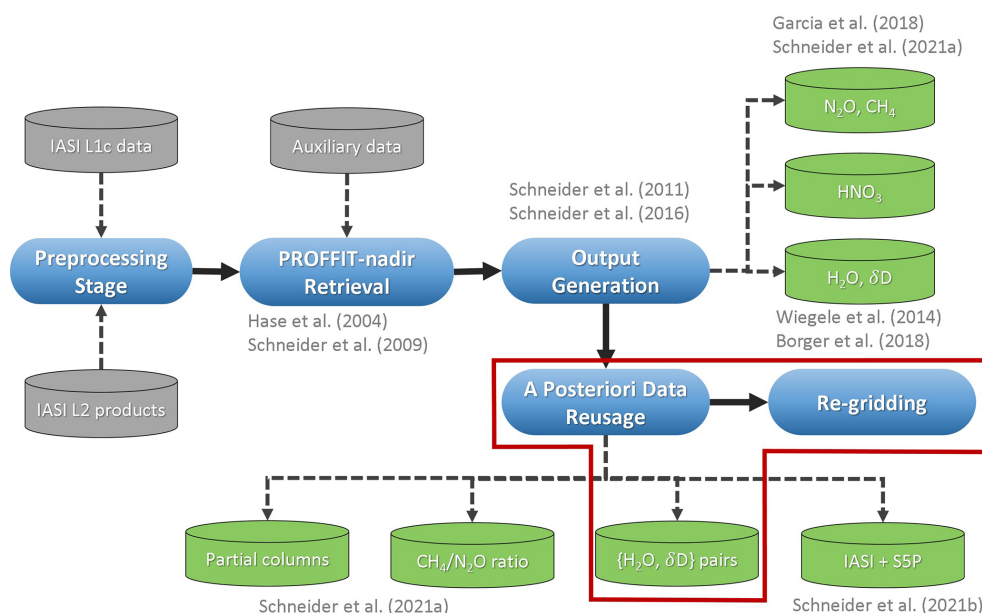 Garcia et al. (2018)
Schneider et al. (2021a)
N₂O, CH₄
IASI L1c data
Auxiliary data
HNO₃
Schneider et al. (2011)
Schneider et al. (2016)
Preprocessing
Stage
PROFFIT-nadir
Retrieval
Output
Generation
H₂O, δD
Hase et al. (2004)
Schneider et al. (2009)
Wiegele et al. (2014)
Borger et al. (2018)
IASI L2 products
A Posteriori Data
Reusage
Re-gridding
Partial columns
CH₄/N₂O ratio
{H₂O, δD} pairs
IASI + S5P
Schneider et al. (2021a)
Schneider et al. (2021b)